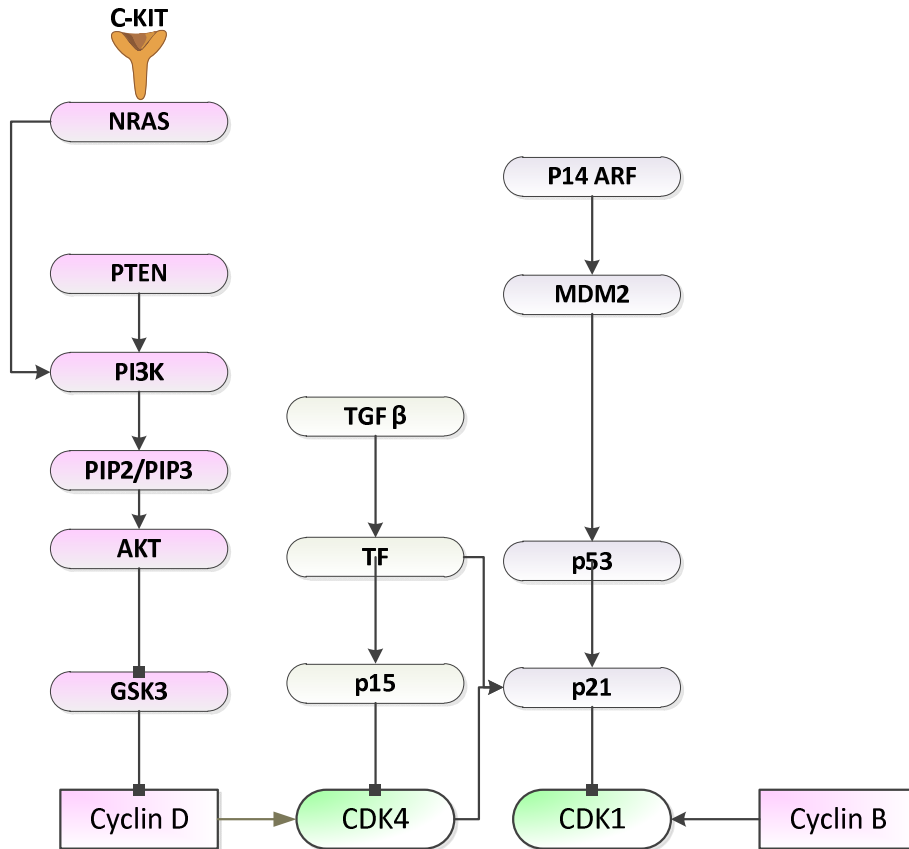 C-KIT
NRAS
P14 ARF
PTEN
MDM2
PI3K
TGF β
PIP2/PIP3
AKT
TF
p53
GSK3
p15
p21
Cyclin D
CDK4
CDK1
Cyclin B